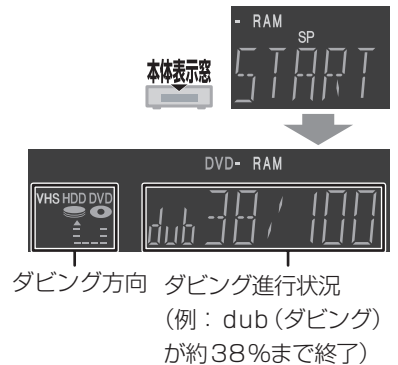 - RAM
SP
START
本体表示窓
DVD- RAM
VHS HDD DVD
dub 38/100
ダビング方向
ダビング進行状況
(例：dub(ダビング)
が約38%まで終了)